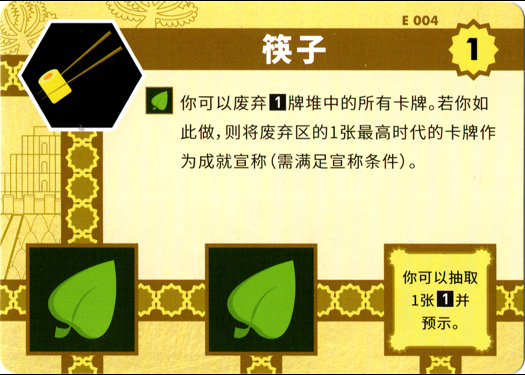 E 004
筷子
1
你可以废弃1牌堆中的所有卡牌。若你如
此做,则将废弃区的1张最高时代的卡牌作
为成就宣称(需满足宣称条件)。
你可以抽取
1张1并
预示。